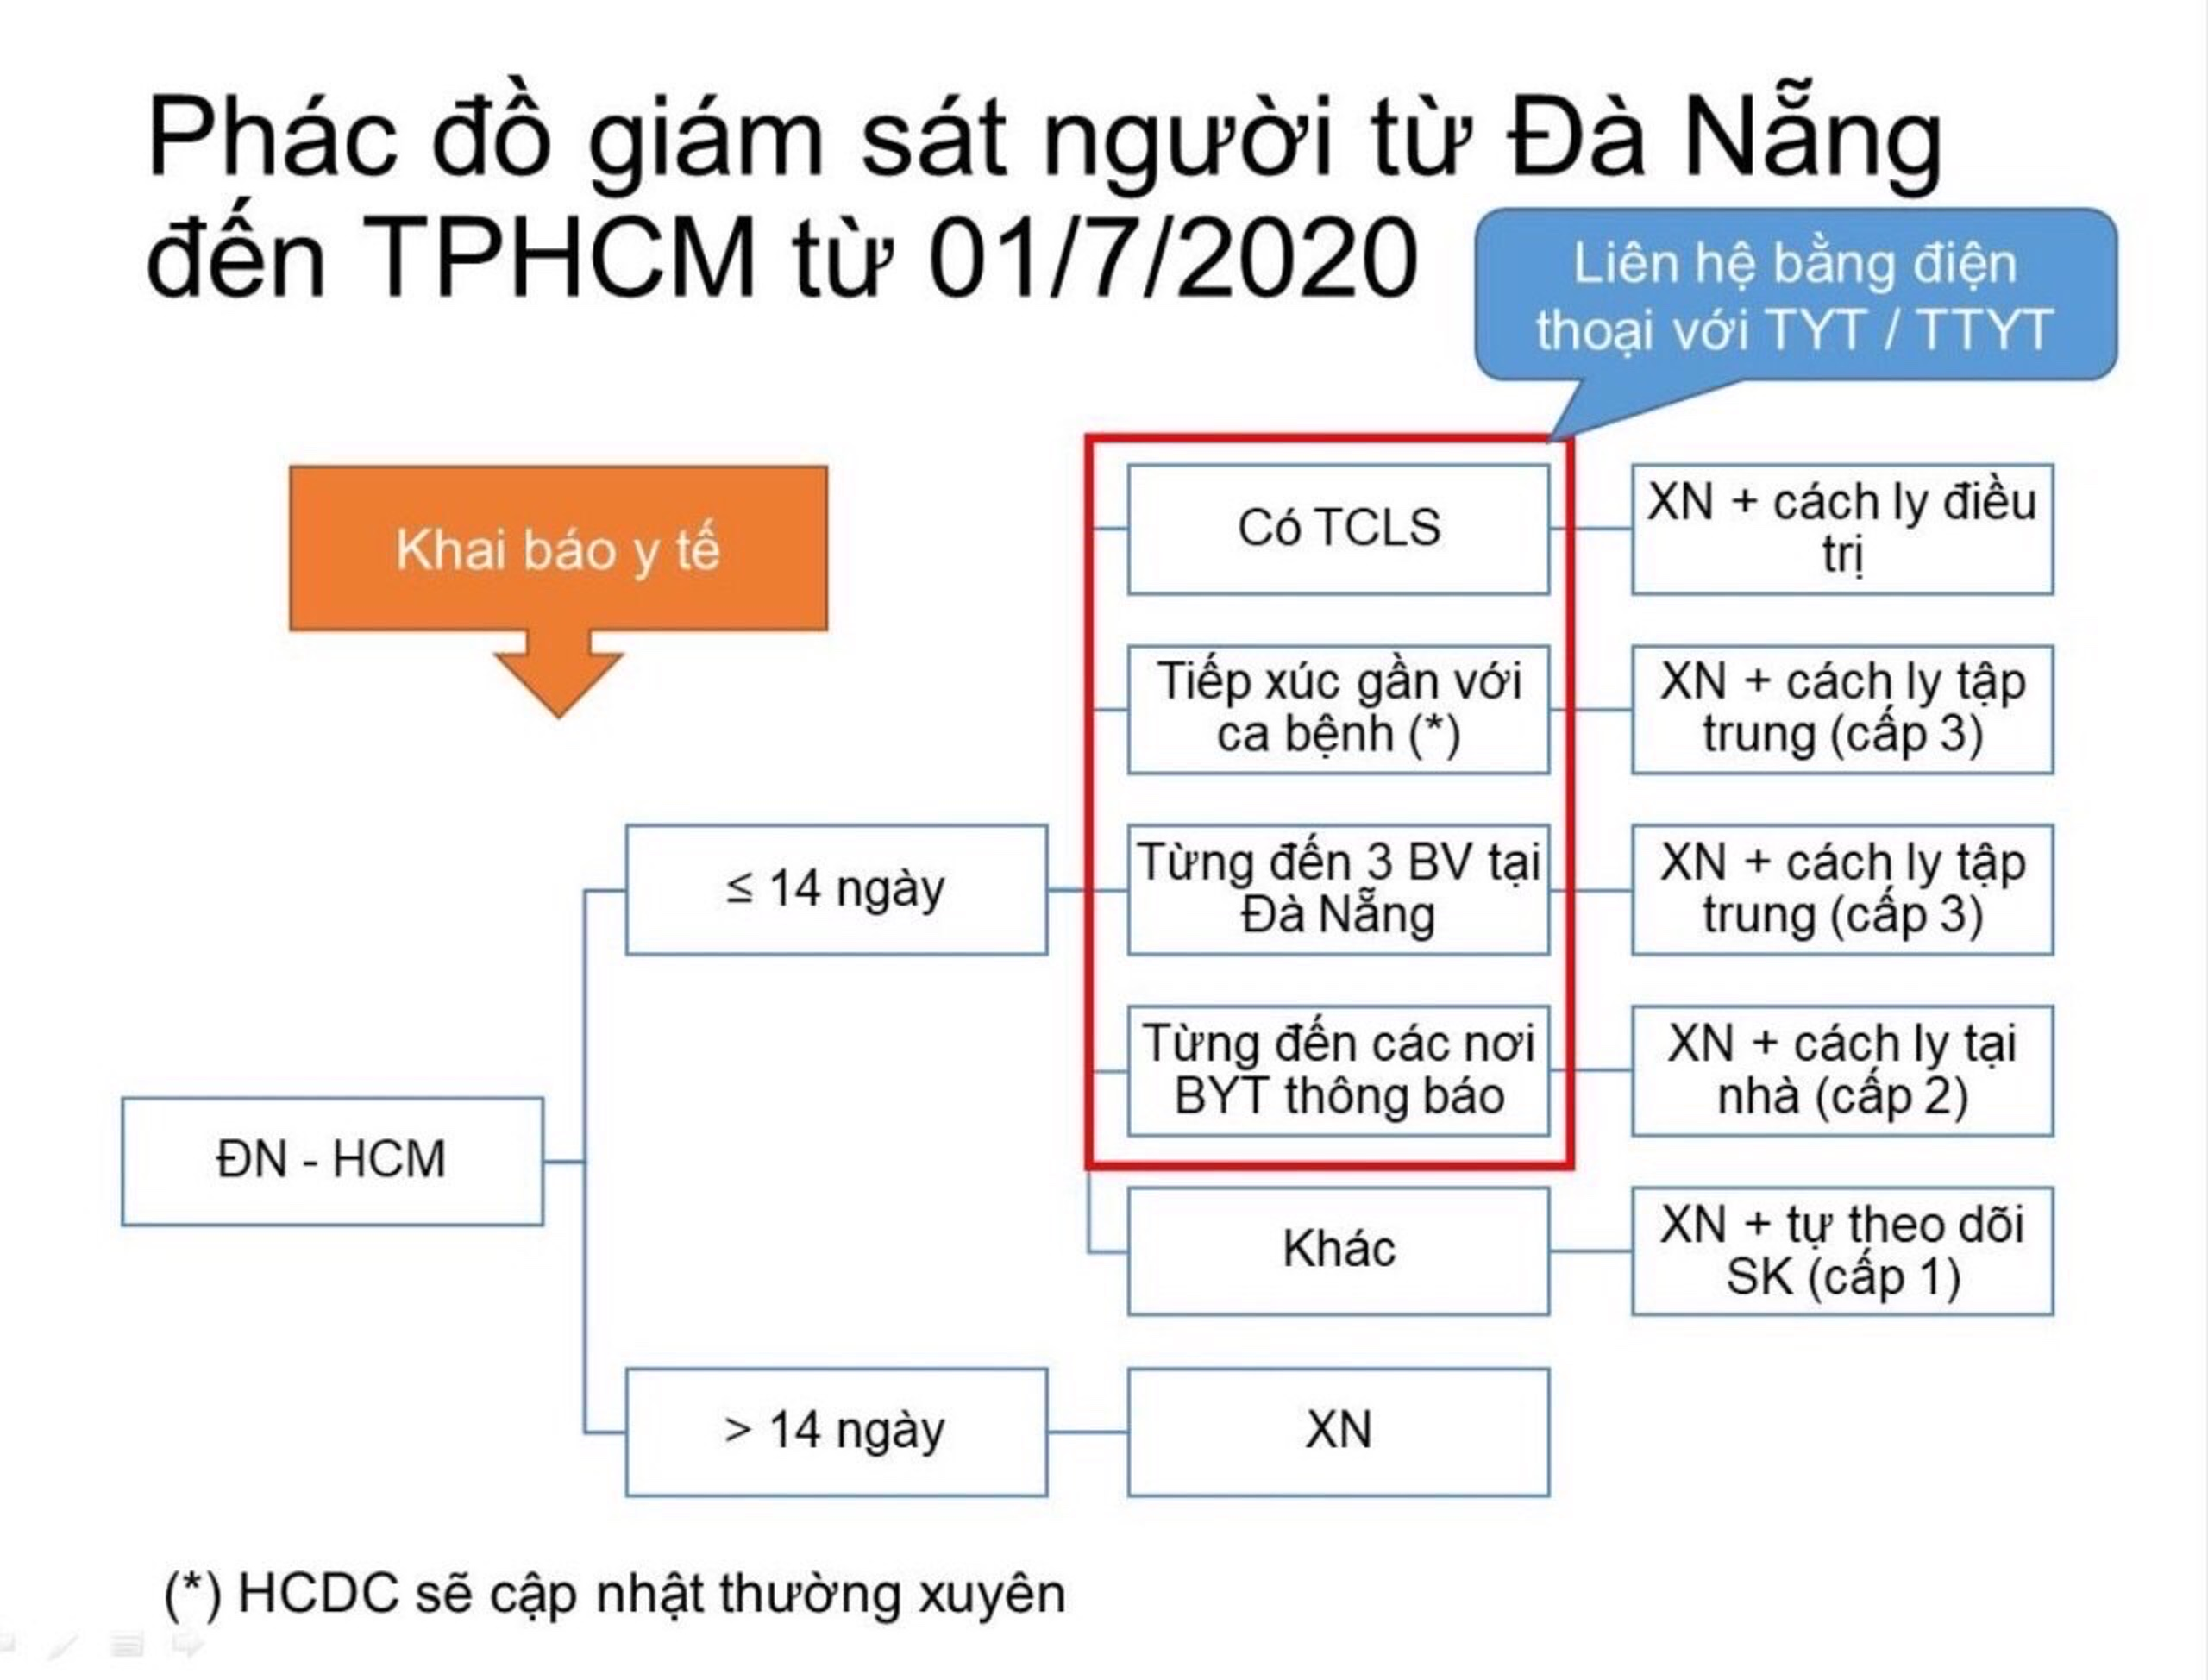 Phác đồ giám sát người từ Đà Nẵng
đến TPHCM từ 01/7/2020
Liên hệ bằng điện
thoại với TYT / TTYT
Khai báo y tế
Có TCLS
XN + cách ly điều
trị
Tiếp xúc gần với
ca bệnh (*)
XN + cách ly tập
trung (cấp 3)
≤ 14 ngày
Từng đến 3 BV tại
Đà Nẵng
XN + cách ly tập
trung (cấp 3)
Từng đến các nơi
BYT thông báo
XN + cách ly tại
nhà (cấp 2)
ĐN - HCM
Khác
XN + tự theo dõi
SK (cấp 1)
> 14 ngày
XN
(*) HCDC sẽ cập nhật thường xuyên